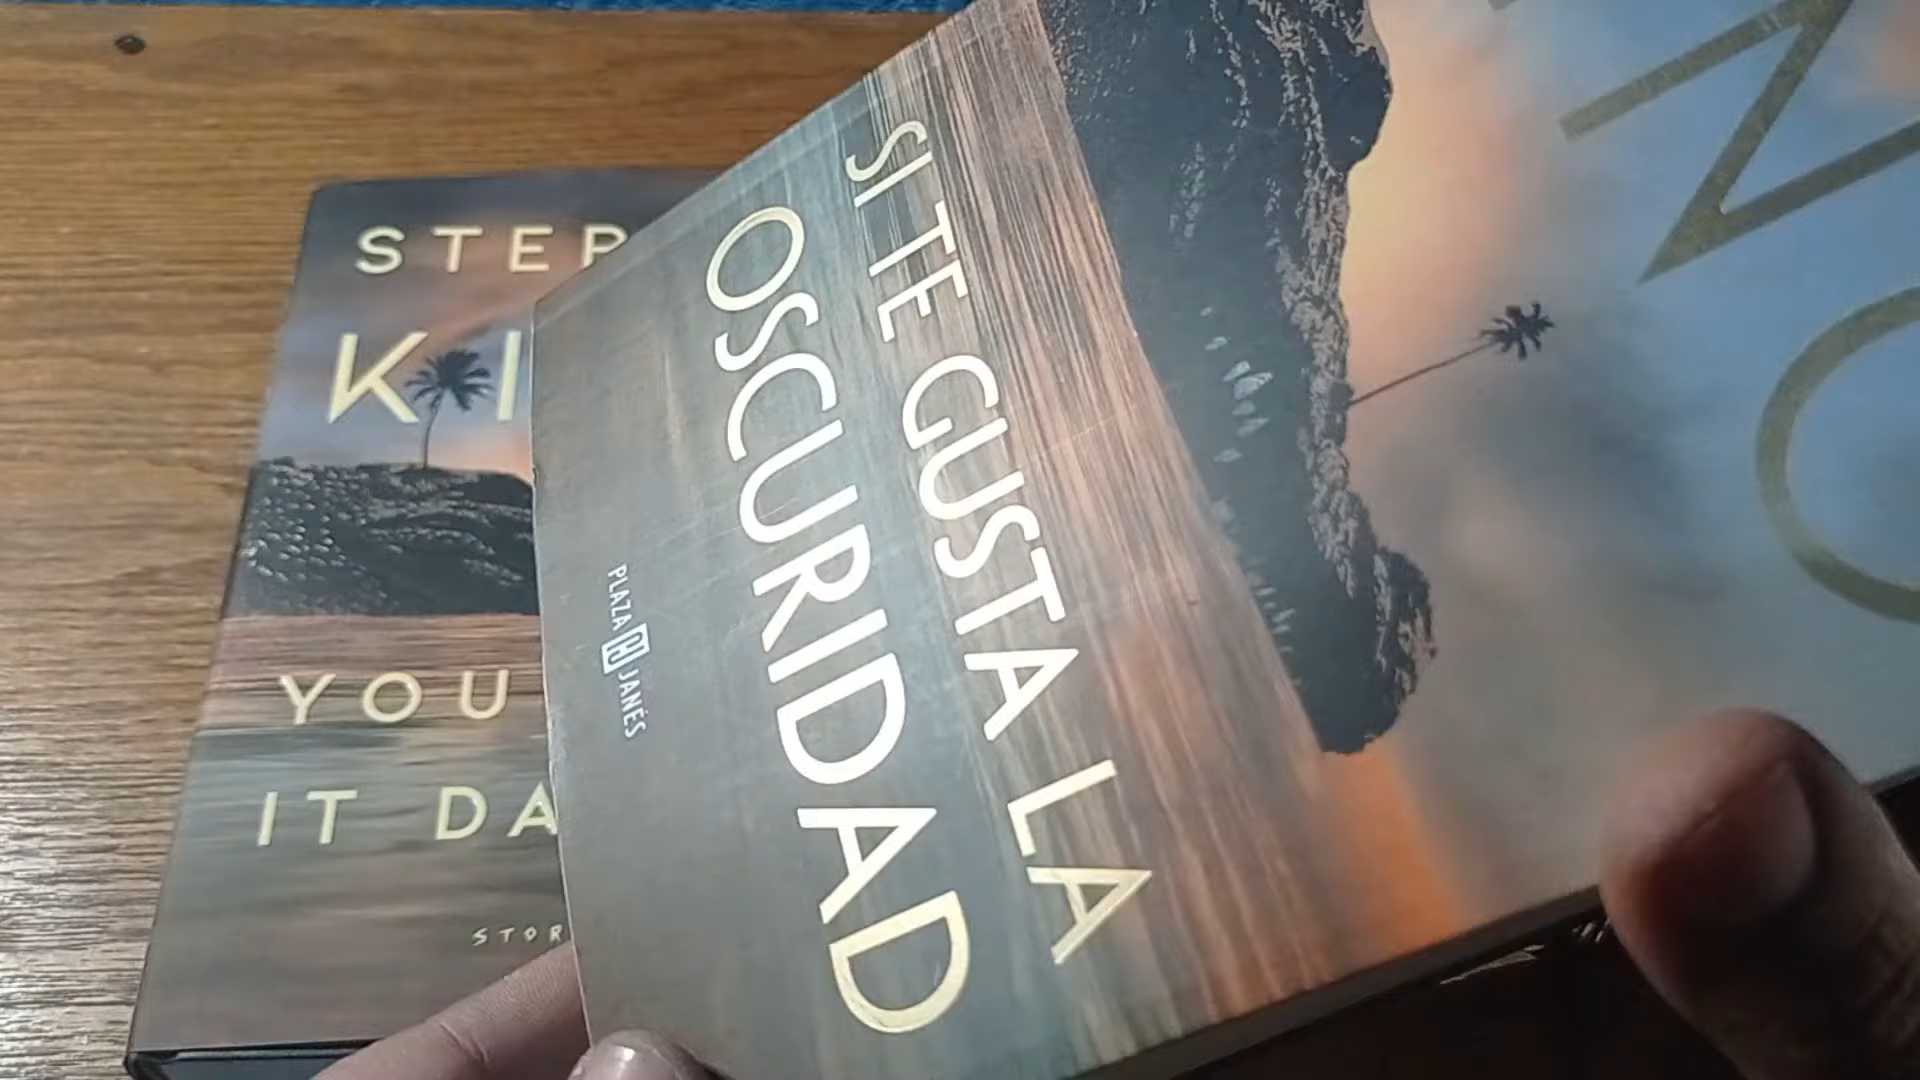 STEP
KI
YOU
IT DA
STOR
SI TE GUSTA LA
OSCURIDAD
PLAZA JANÉS